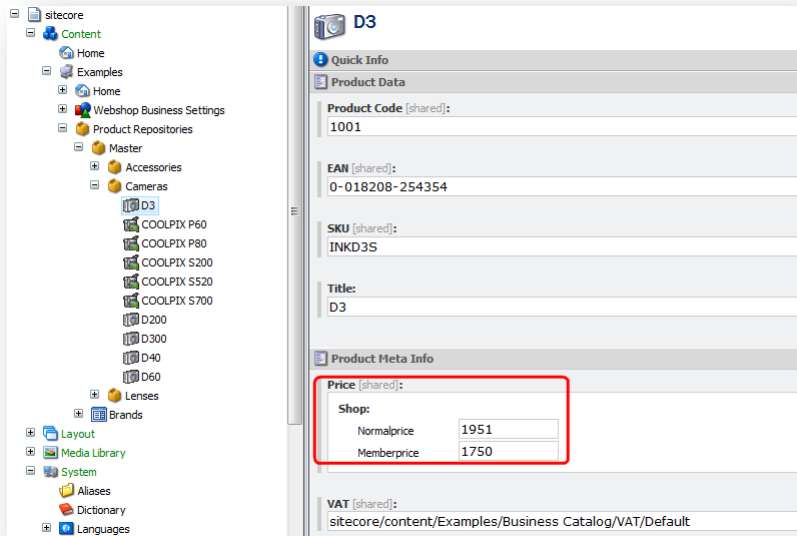 sitecore
Content
Home
Examples
Home
Webshop Business Settings
Product Repositories
Master
Accessories
Cameras
D3
COOLPIX P60
COOLPIX P80
COOLPIX S200
COOLPIX S520
COOLPIX S700
D200
D300
D40
D60
Lenses
Brands
Layout
Media Library
System
Aliases
Dictionary
Languages
D3
Quick Info
Product Data
Product Code [shared]:
1001
EAN [shared]:
0-018208-254354
SKU [shared]:
INKD3S
Title:
D3
Product Meta Info
Price [shared]:
Shop:
Normalprice 1951
Memberprice 1750
VAT [shared]:
sitecore/content/Examples/Business Catalog/VAT/Default